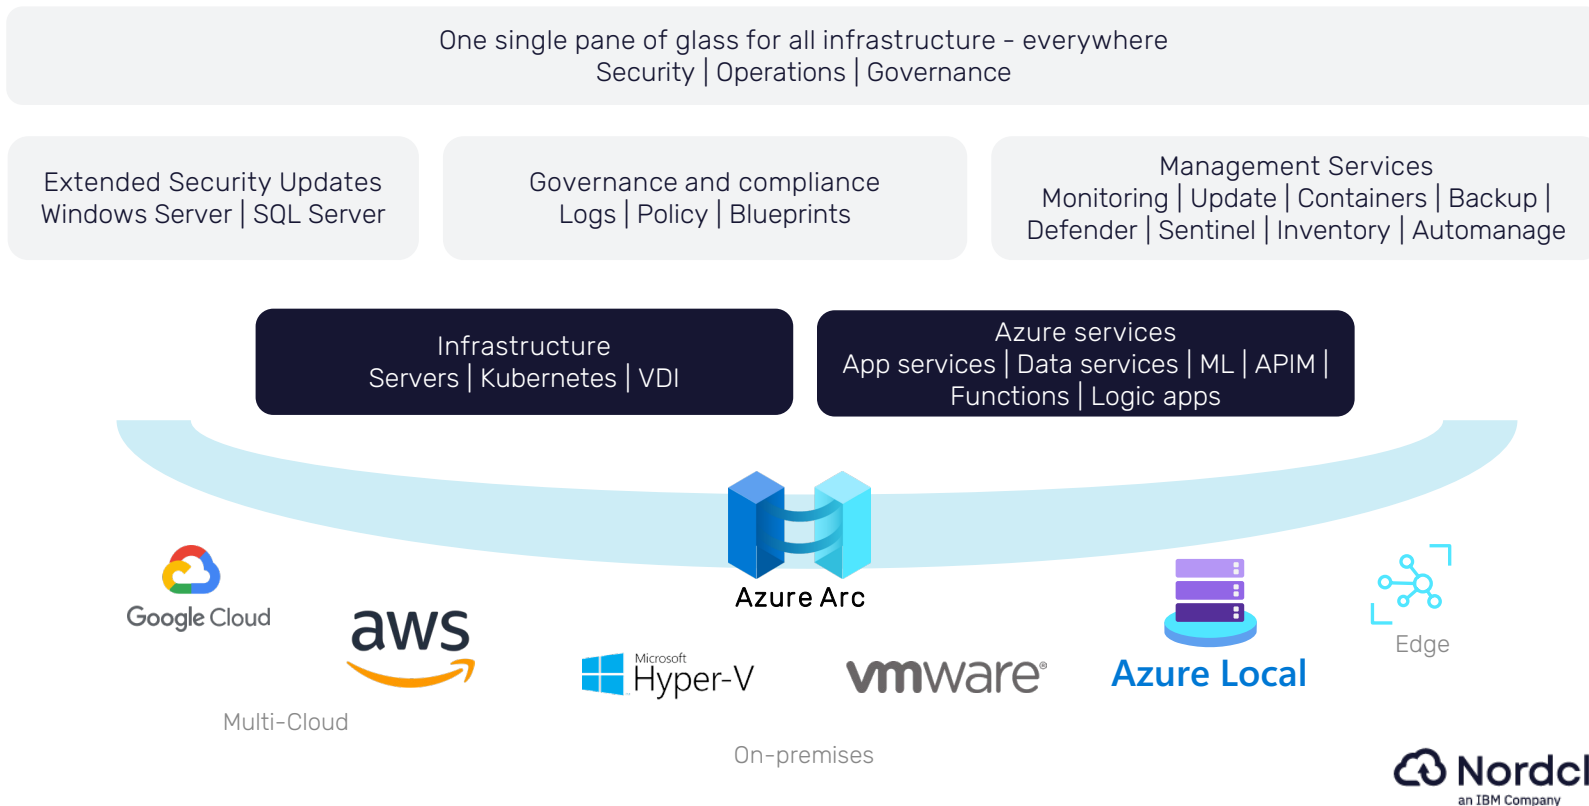 One single pane of glass for all infrastructure - everywhere
Security | Operations | Governance
Extended Security Updates
Windows Server | SQL Server
Governance and compliance
Logs | Policy | Blueprints
Management Services
Monitoring | Update | Containers | Backup |
Defender | Sentinel | Inventory | Automanage
Infrastructure
Servers | Kubernetes | VDI
Azure services
App services | Data services | ML | APIM |
Functions | Logic apps
Azure Arc
Google Cloud
aws
Microsoft
Hyper-V
vmware®
Azure Local
Edge
Multi-Cloud
On-premises
Nordcl
an IBM Company